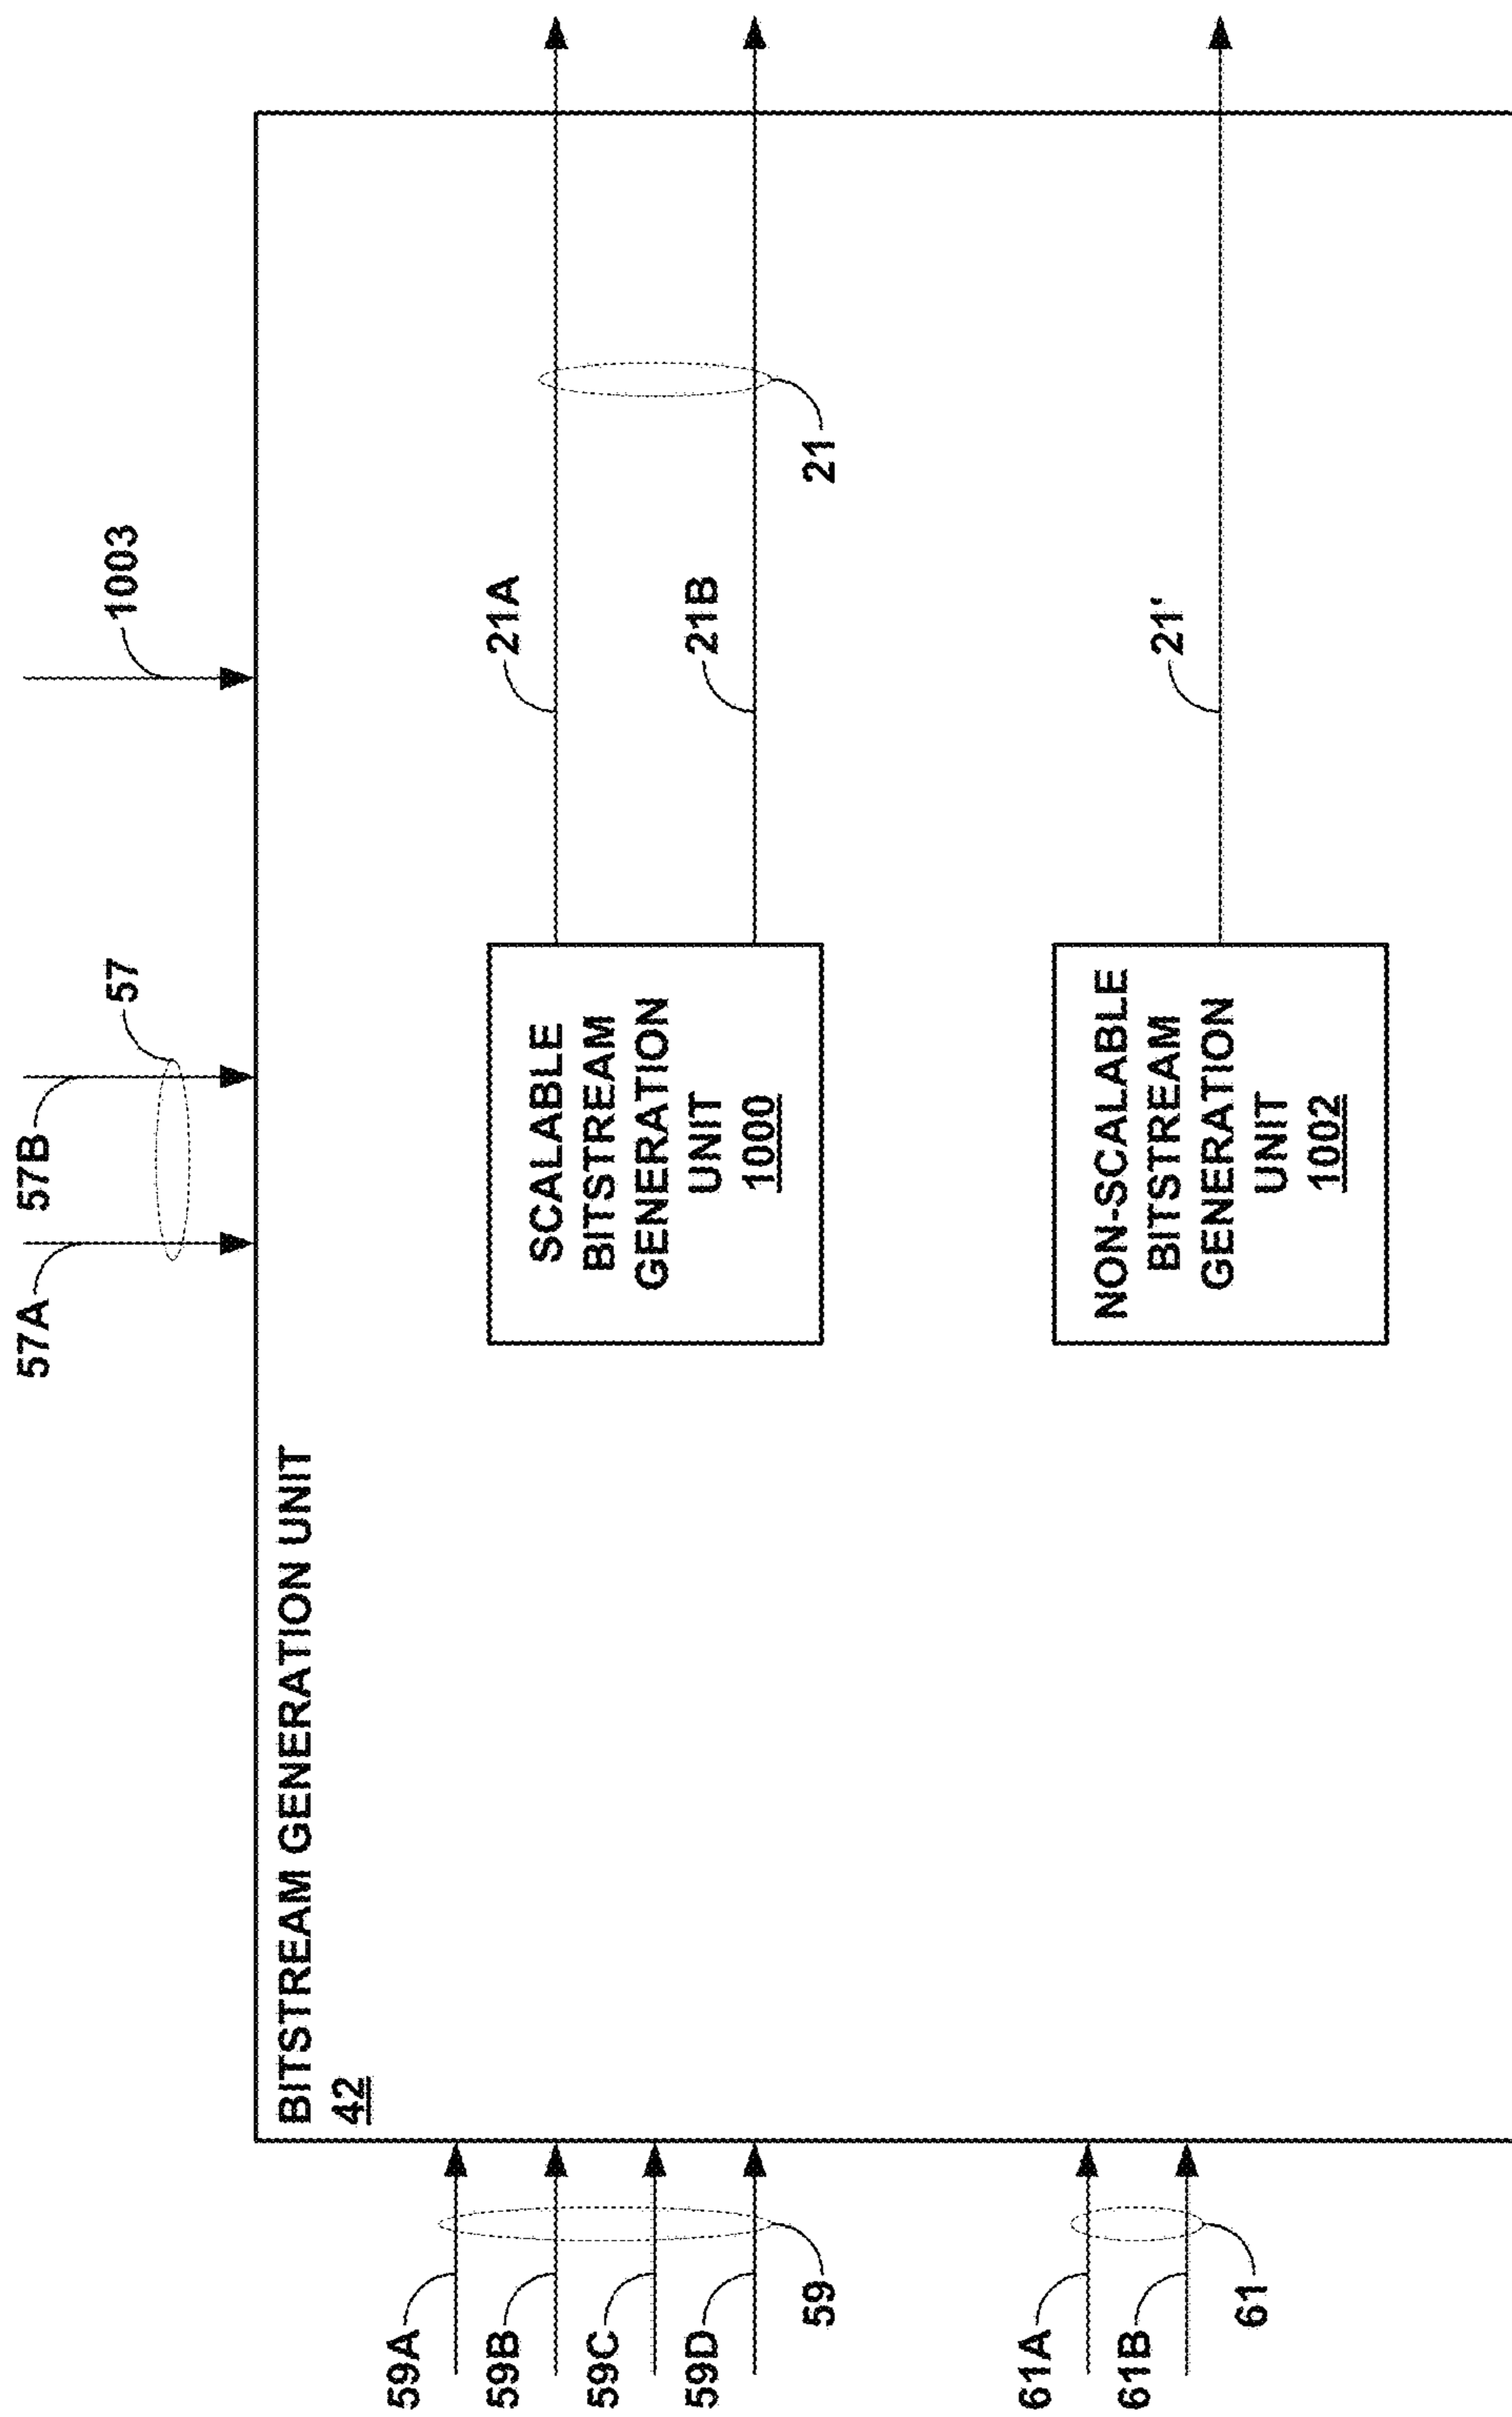 57A
57B
57
1003
BITSTREAM GENERATION UNIT
42
59A
59B
59C
59D
59
61A
61B
61
SCALABLE
BITSTREAM
GENERATION
UNIT
1000
21A
21B
21
NON-SCALABLE
BITSTREAM
GENERATION
UNIT
1002
21'